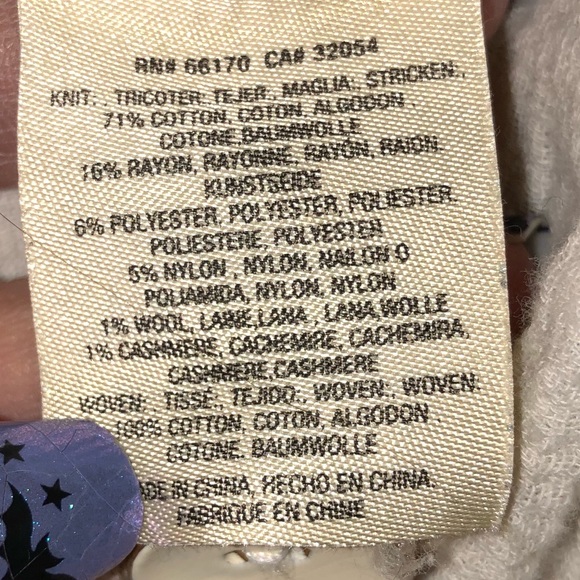 RN# 66170 CA# 32054
KNIT:, TRICOTER:, TEJER:, MAGLIA:, STRICKEN:,
71% COTTON, COTON, ALGODON,
COTONE, BAUMWOLLE
16% RAYON, RAYONNE, RAYÓN, RAION,
KUNSTSEIDE
6% POLYESTER, POLYESTER, POLIESTER,
POLIESTERE, POLYESTER
5% NYLON, NYLON, NAILON O
POLIAMIDA, NYLON, NYLON
1% WOOL, LAINE,LANA, LANA,WOLLE
1% CASHMERE, CACHEMIRE, CACHEMIRA,
CASHMERE,CASHMERE
WOVEN:, TISSÉ:, TEJIDO:, WOVEN:, WOVEN:
100% COTTON, COTON, ALGODON
COTONE, BAUMWOLLE
MADE IN CHINA, HECHO EN CHINA,
FABRIQUE EN CHINE